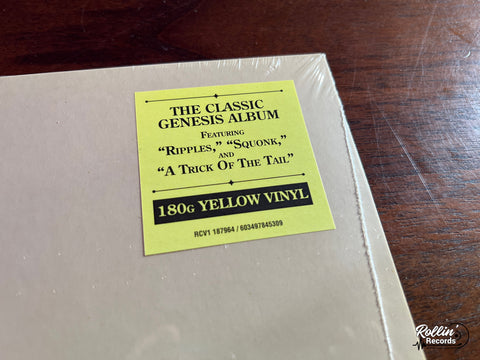 THE CLASSIC
GENESIS ALBUM
FEATURING
“RIPPLES,” “SQUONK,”
AND
“A TRICK OF THE TAIL”
180G YELLOW VINYL
RCV1 187964 / 603497845309
Rollin'
Records